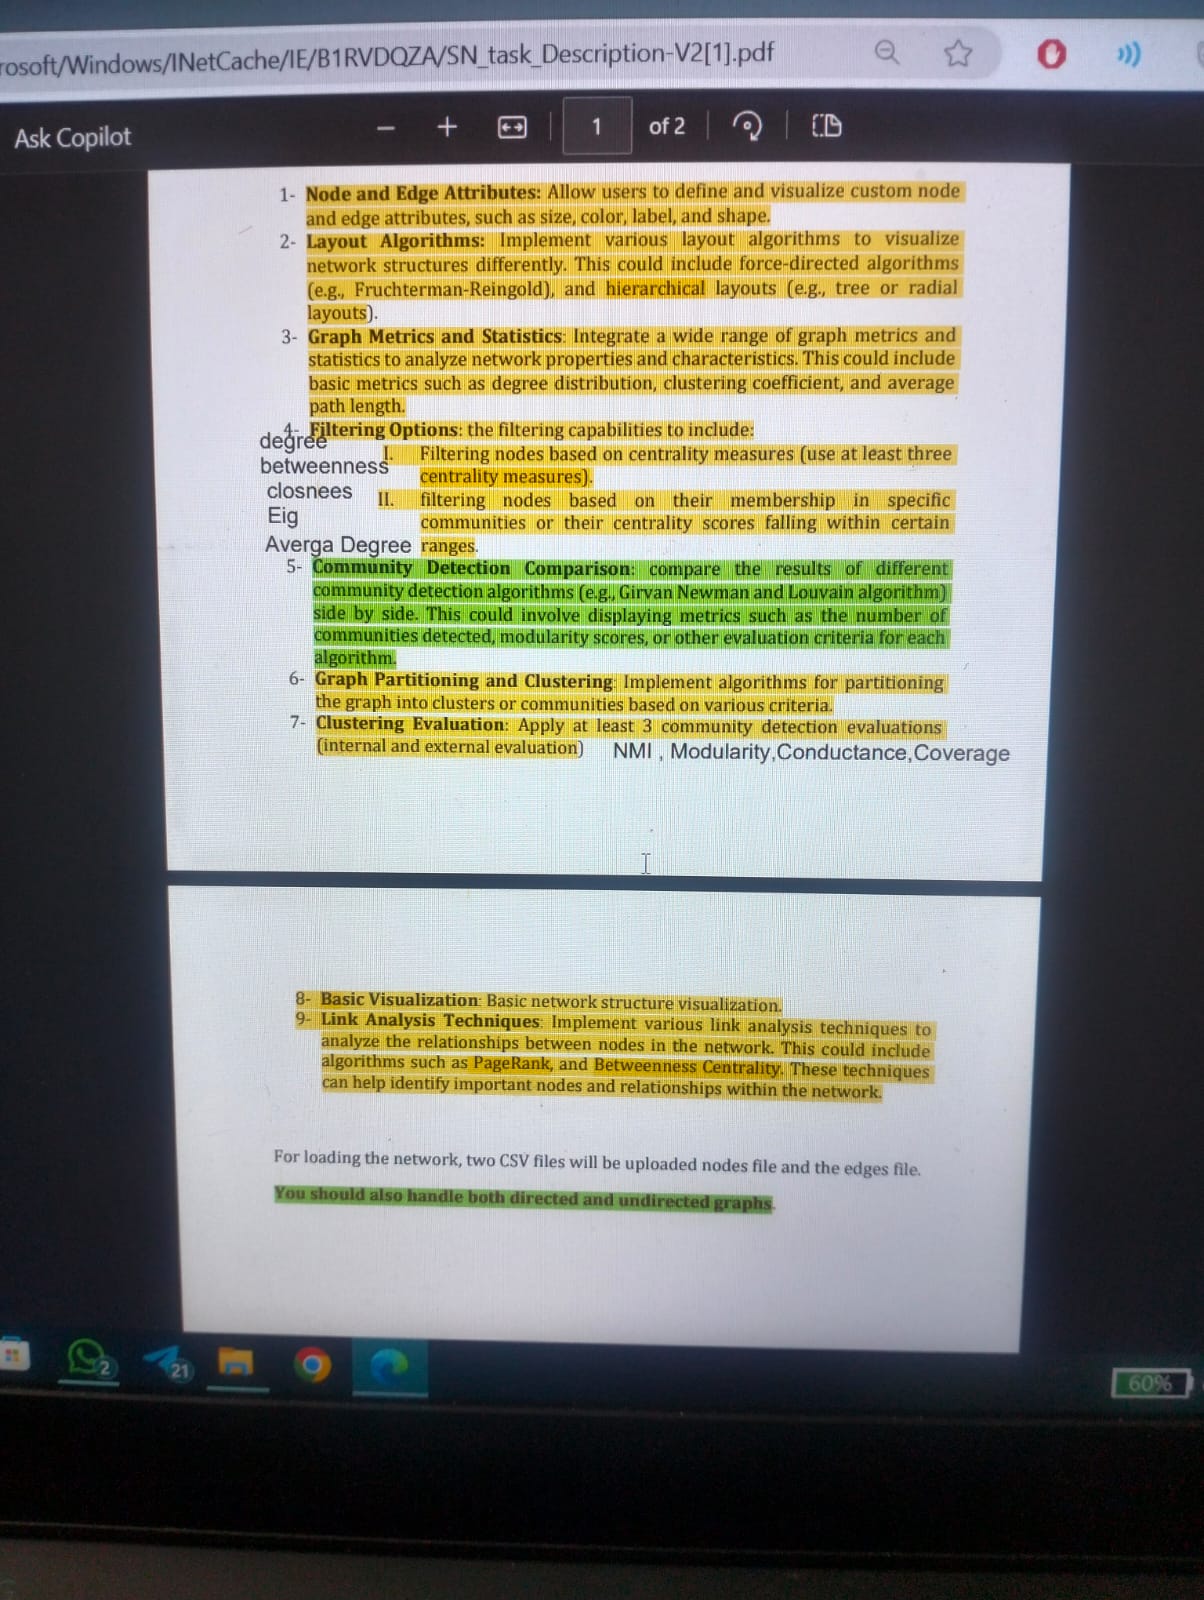 rosoft/Windows/INetCache/IE/B1RVDQZA/SN_task_Description-V2[1].pdf
Ask Copilot
1
of 2
1- Node and Edge Attributes: Allow users to define and visualize custom node
and edge attributes, such as size, color, label, and shape.
2- Layout Algorithms: Implement various layout algorithms to visualize
network structures differently. This could include force-directed algorithms
(e.g., Fruchterman-Reingold), and hierarchical layouts (e.g., tree or radial
layouts).
3- Graph Metrics and Statistics: Integrate a wide range of graph metrics and
statistics to analyze network properties and characteristics. This could include
basic metrics such as degree distribution, clustering coefficient, and average
path length.
4- Filtering Options: the filtering capabilities to include:
degree
I. Filtering nodes based on centrality measures (use at least three
betweenness
centrality measures).
closnees
II. filtering nodes based on their membership in specific
Eig
communities or their centrality scores falling within certain
Averga Degree
ranges.
5- Community Detection Comparison: compare the results of different
community detection algorithms (e.g., Girvan Newman and Louvain algorithm)
side by side. This could involve displaying metrics such as the number of
communities detected, modularity scores, or other evaluation criteria for each
algorithm.
6- Graph Partitioning and Clustering: Implement algorithms for partitioning
the graph into clusters or communities based on various criteria.
7- Clustering Evaluation: Apply at least 3 community detection evaluations
(internal and external evaluation)
NMI , Modularity,Conductance,Coverage
8- Basic Visualization: Basic network structure visualization.
9- Link Analysis Techniques: Implement various link analysis techniques to
analyze the relationships between nodes in the network. This could include
algorithms such as PageRank, and Betweenness Centrality. These techniques
can help identify important nodes and relationships within the network.
For loading the network, two CSV files will be uploaded nodes file and the edges file.
You should also handle both directed and undirected graphs.
2
21
60%